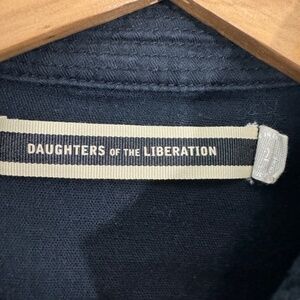 DAUGHTERS OF THE LIBERATION